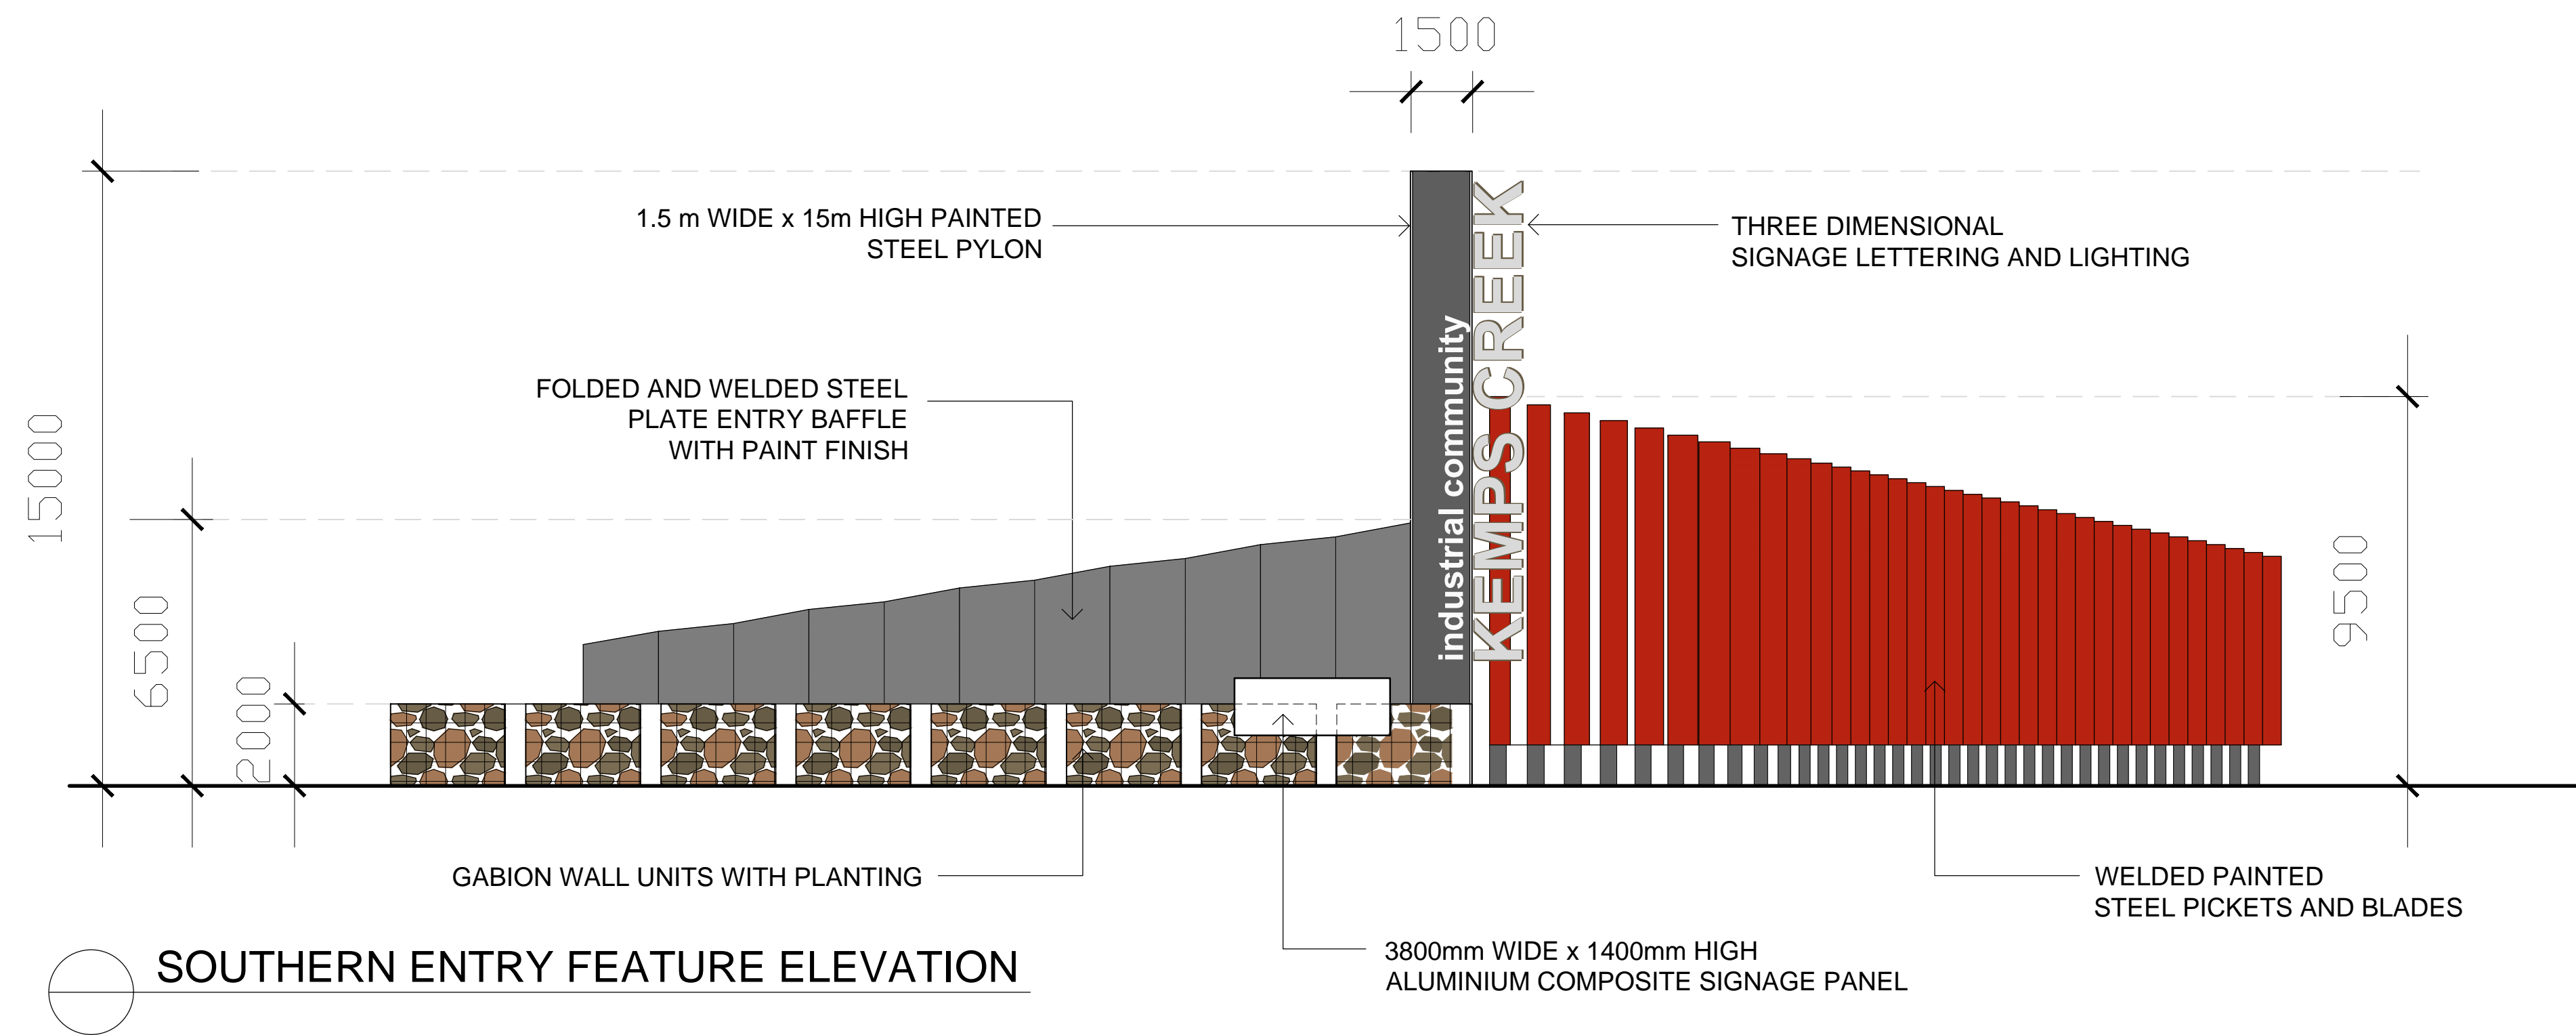 1500
1.5 m WIDE x 15m HIGH PAINTED
STEEL PYLON
THREE DIMENSIONAL
SIGNAGE LETTERING AND LIGHTING
FOLDED AND WELDED STEEL
PLATE ENTRY BAFFLE
WITH PAINT FINISH
industrial community
KEMPS CREEK
15000
6500
2000
9500
GABION WALL UNITS WITH PLANTING
WELDED PAINTED
STEEL PICKETS AND BLADES
3800mm WIDE x 1400mm HIGH
ALUMINIUM COMPOSITE SIGNAGE PANEL
SOUTHERN ENTRY FEATURE ELEVATION